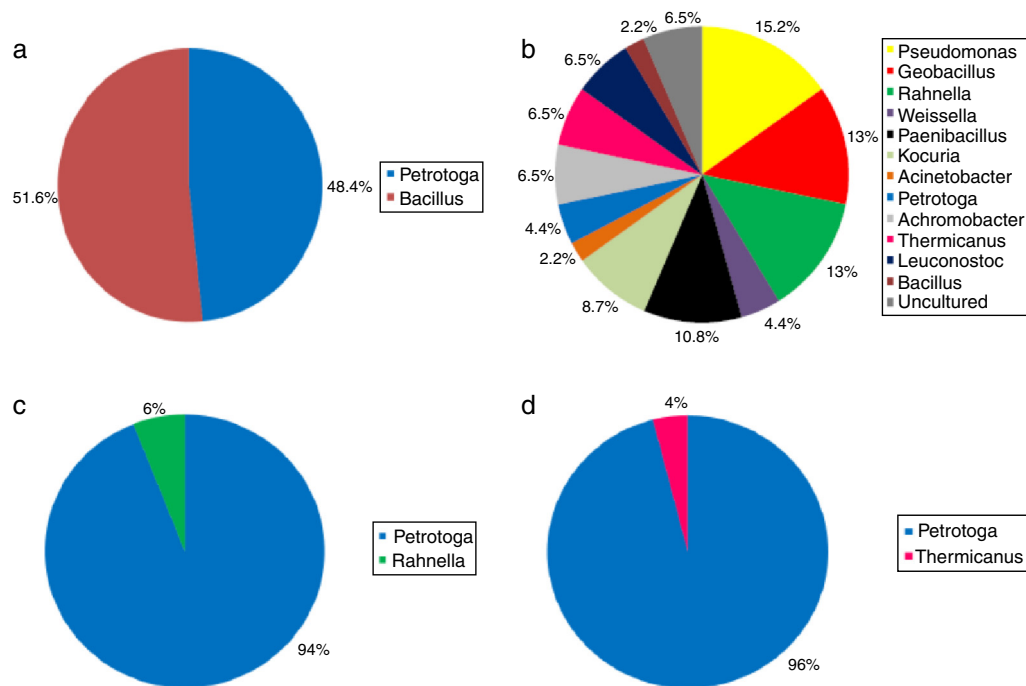 a
51.6%
48.4%
Petrotoga
Bacillus
b
2.2%
6.5%
15.2%
6.5%
6.5%
6.5%
4.4%
2.2%
8.7%
10.8%
4.4%
13%
13%
Pseudomonas
Geobacillus
Rahnella
Weissella
Paenibacillus
Kocuria
Acinetobacter
Petrotoga
Achromobacter
Thermicanus
Leuconostoc
Bacillus
Uncultured
c
6%
94%
Petrotoga
Rahnella
d
4%
96%
Petrotoga
Thermicanus